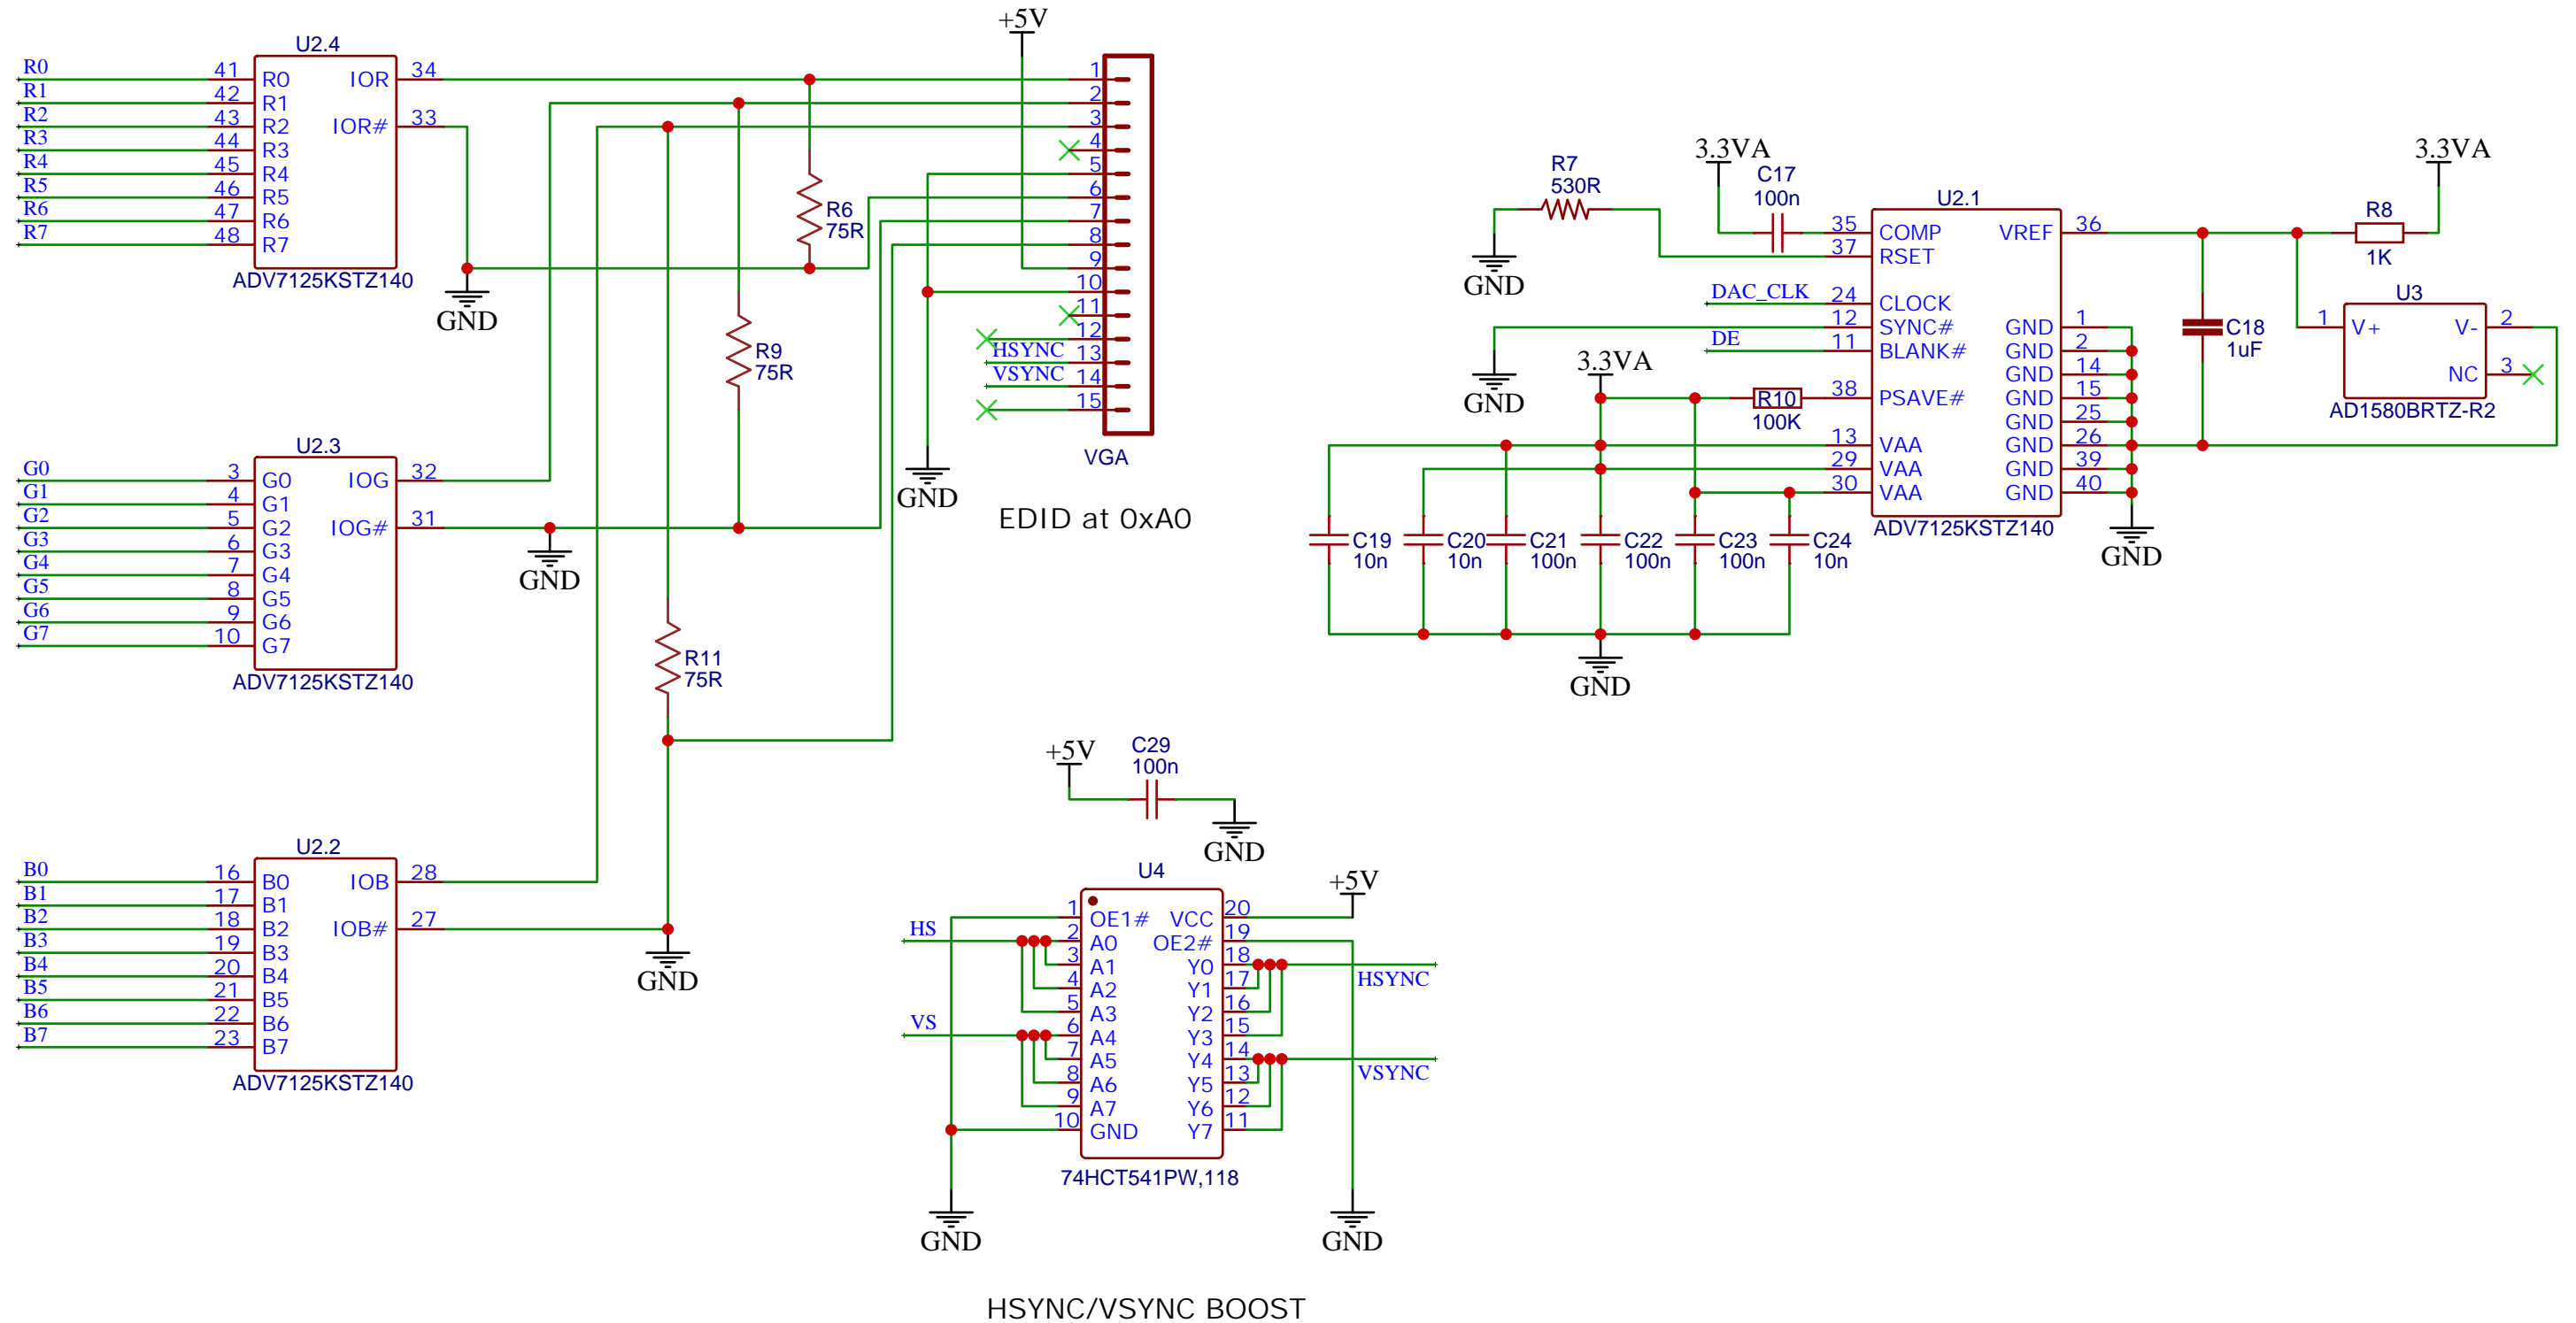 +5V
U2.4
R0 41 R0 IOR 34
R1 42 R1
R2 43 R2 IOR# 33
R3 44 R3
R4 45 R4
R5 46 R5
R6 47 R6
R7 48 R7
ADV7125KSTZ140
GND
R6
75R
R9
75R
R11
75R
1
2
3
4
5
6
7
8
9
10
11
12
HSYNC 13
VSYNC 14
15
VGA
GND
EDID at 0xA0
U2.3
G0 3 G0 IOG 32
G1 4 G1
G2 5 G2 IOG# 31
G3 6 G3
G4 7 G4
G5 8 G5
G6 9 G6
G7 10 G7
ADV7125KSTZ140
GND
U2.2
B0 16 B0 IOB 28
B1 17 B1
B2 18 B2 IOB# 27
B3 19 B3
B4 20 B4
B5 21 B5
B6 22 B6
B7 23 B7
ADV7125KSTZ140
GND
R7
530R
GND
3.3VA
C17
100n
U2.1
35 COMP VREF 36
37 RSET
DAC_CLK 24 CLOCK
12 SYNC# GND 1
DE 11 BLANK# GND 2
GND 14
38 PSAVE# GND 15
GND 25
13 VAA GND 26
29 VAA GND 39
30 VAA GND 40
ADV7125KSTZ140
GND
GND
3.3VA
R10
100K
C19
10n
C20
10n
C21
100n
C22
100n
C23
100n
C24
10n
GND
3.3VA
R8
1K
C18
1uF
U3
1 V+ V- 2
NC 3
AD1580BRTZ-R2
+5V
C29
100n
GND
U4
+5V
1 OE1# VCC 20
HS 2 A0 OE2# 19
3 A1 Y0 18 HSYNC
4 A2 Y1 17
5 A3 Y2 16
VS 6 A4 Y3 15
7 A5 Y4 14 VSYNC
8 A6 Y5 13
9 A7 Y6 12
10 GND Y7 11
74HCT541PW,118
GND
GND
HSYNC/VSYNC BOOST